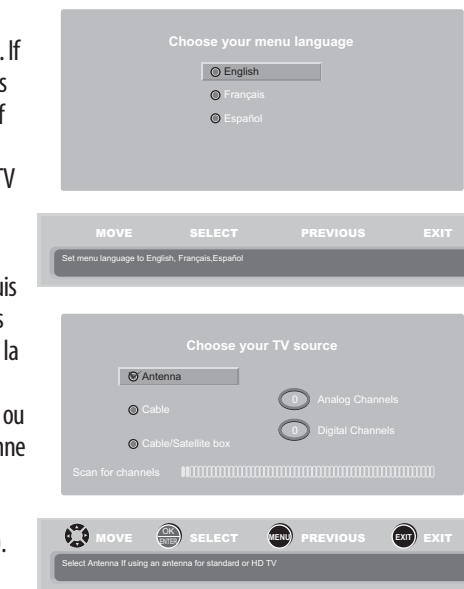 . If
s
f
TV
uis
s
la
ou
nne
.
Choose your menu language
English
Français
Español
MOVE SELECT PREVIOUS EXIT
Set menu language to English, Français,Español
Choose your TV source
Antenna
Cable
Cable/Satellite box
0 Analog Channels
0 Digital Channels
Scan for channels
MOVE OK ENTER SELECT MENU PREVIOUS EXIT EXIT
Select Antenna If using an antenna for standard or HD TV